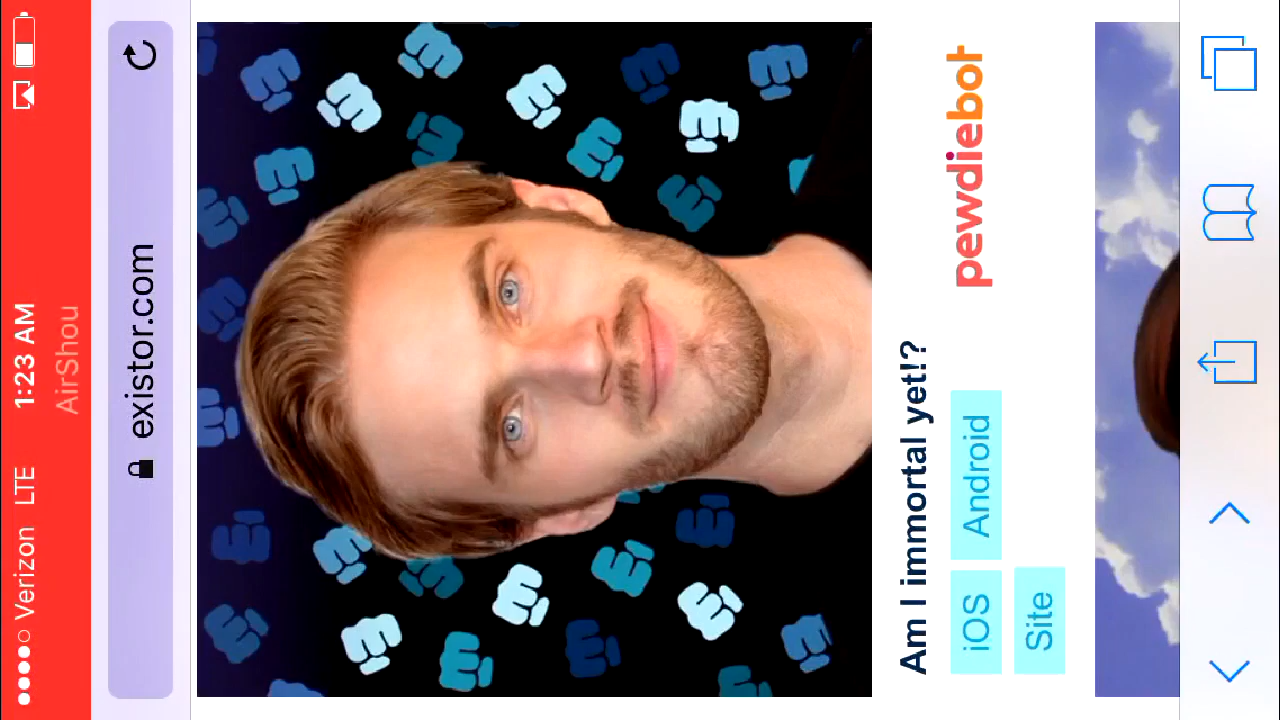 Verizon LTE 1:23 AM
AirShou
existor.com
Am I immortal yet!?
pewdiebot
iOS Android
Site